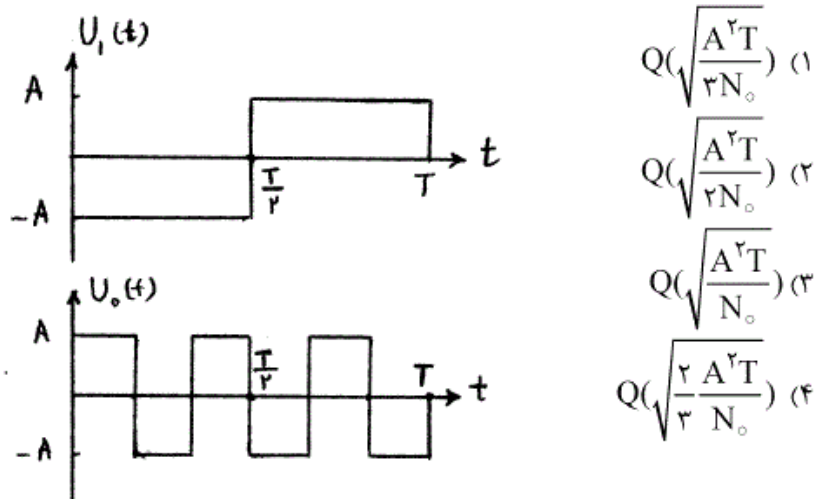 U₁(t)
A
t
T/۲
T
-A
U₀(t)
A
T/۲
T
t
-A
۱) Q(√(A^۲T/۳N₀))
۲) Q(√(A^۲T/۲N₀))
۳) Q(√(A^۲T/N₀))
۴) Q(√(۲/۳ A^۲T/N₀))